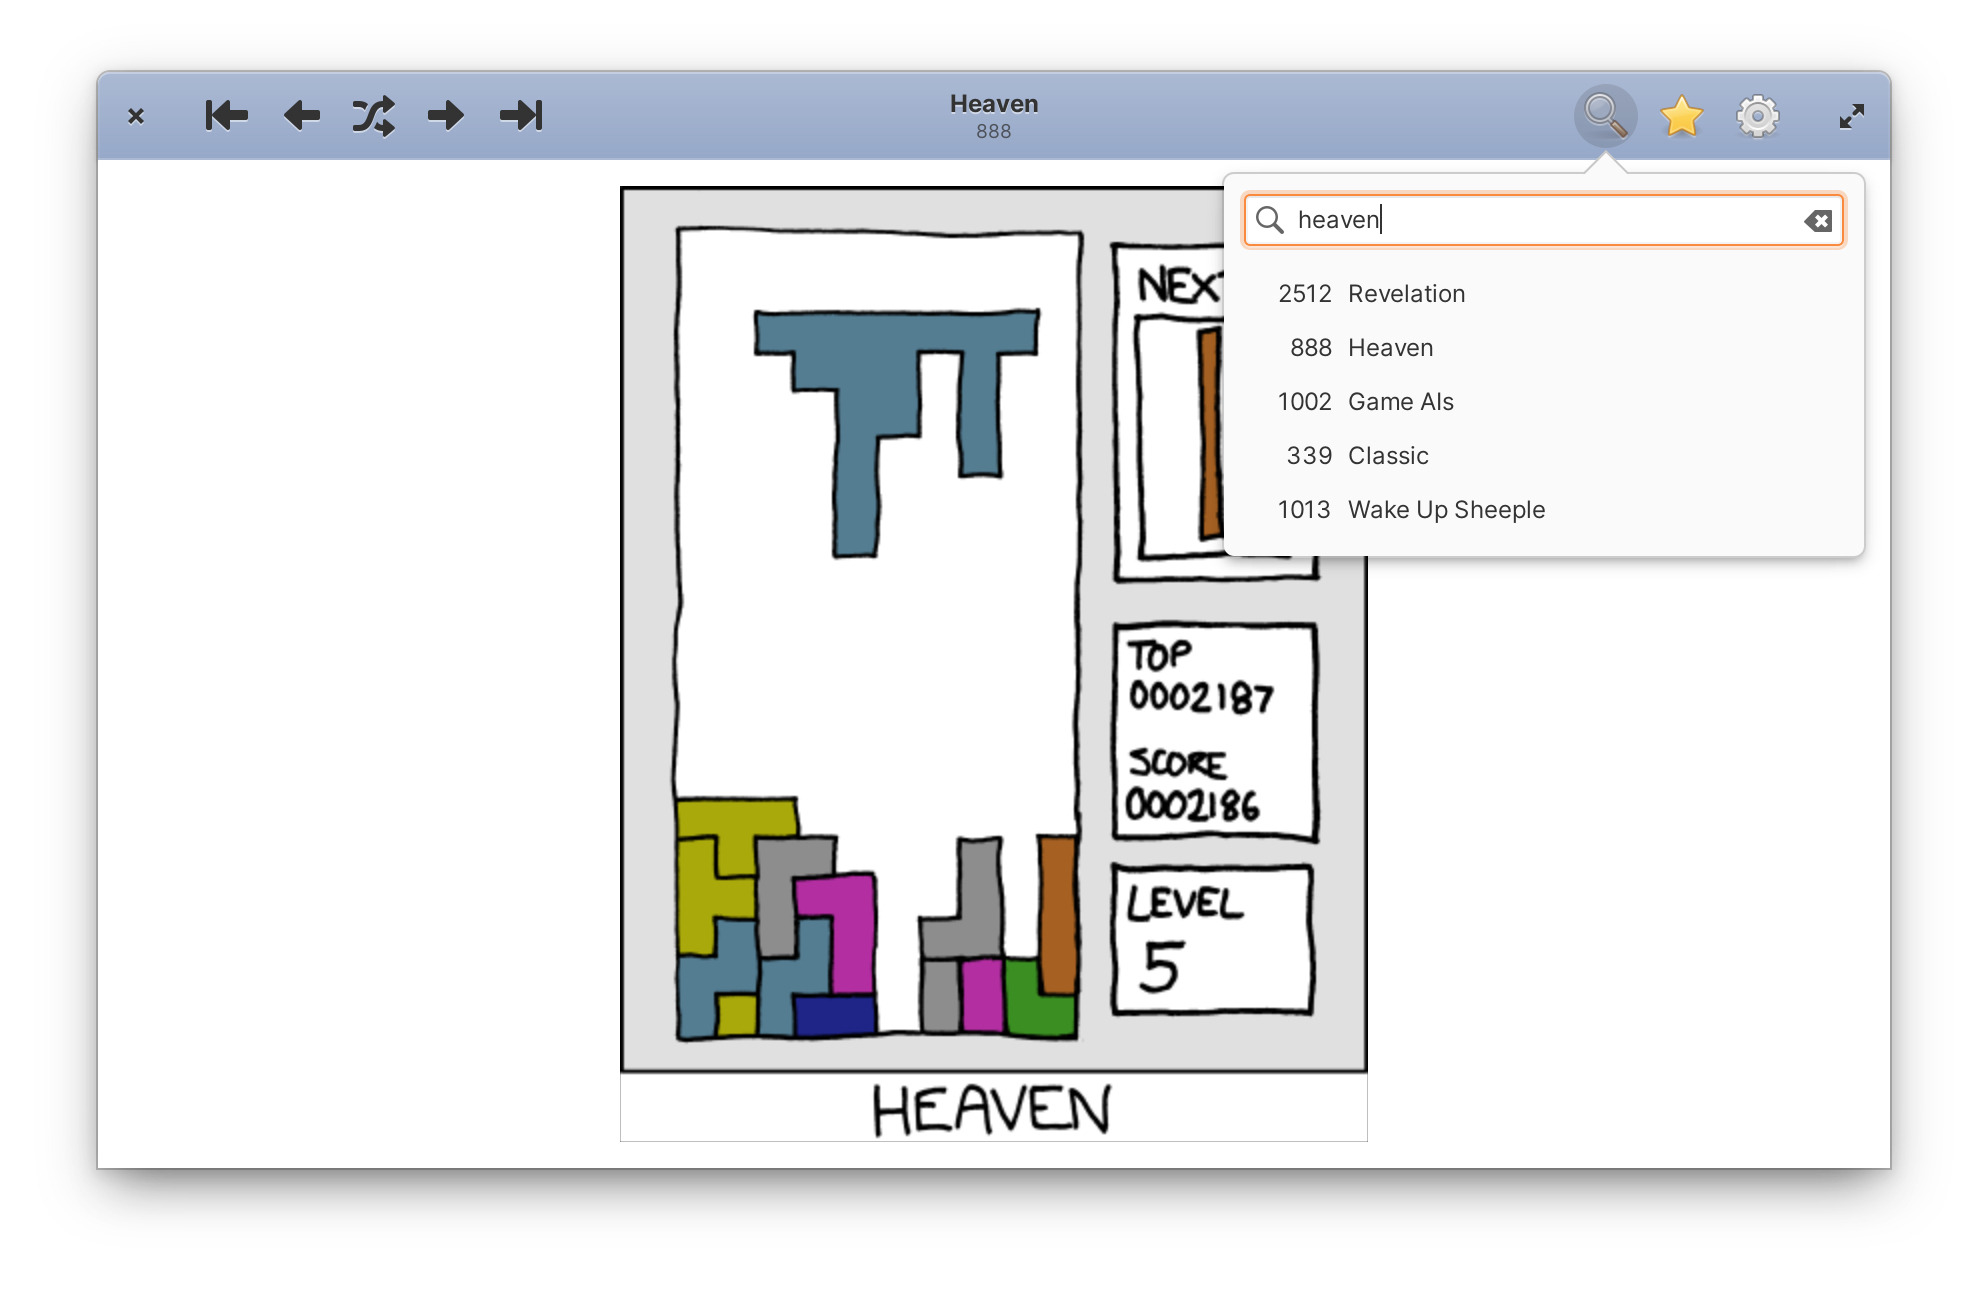 Heaven
888
heaven
2512 Revelation
888 Heaven
1002 Game AIs
339 Classic
1013 Wake Up Sheeple
NEX
TOP
0002187
SCORE
0002186
LEVEL
5
HEAVEN